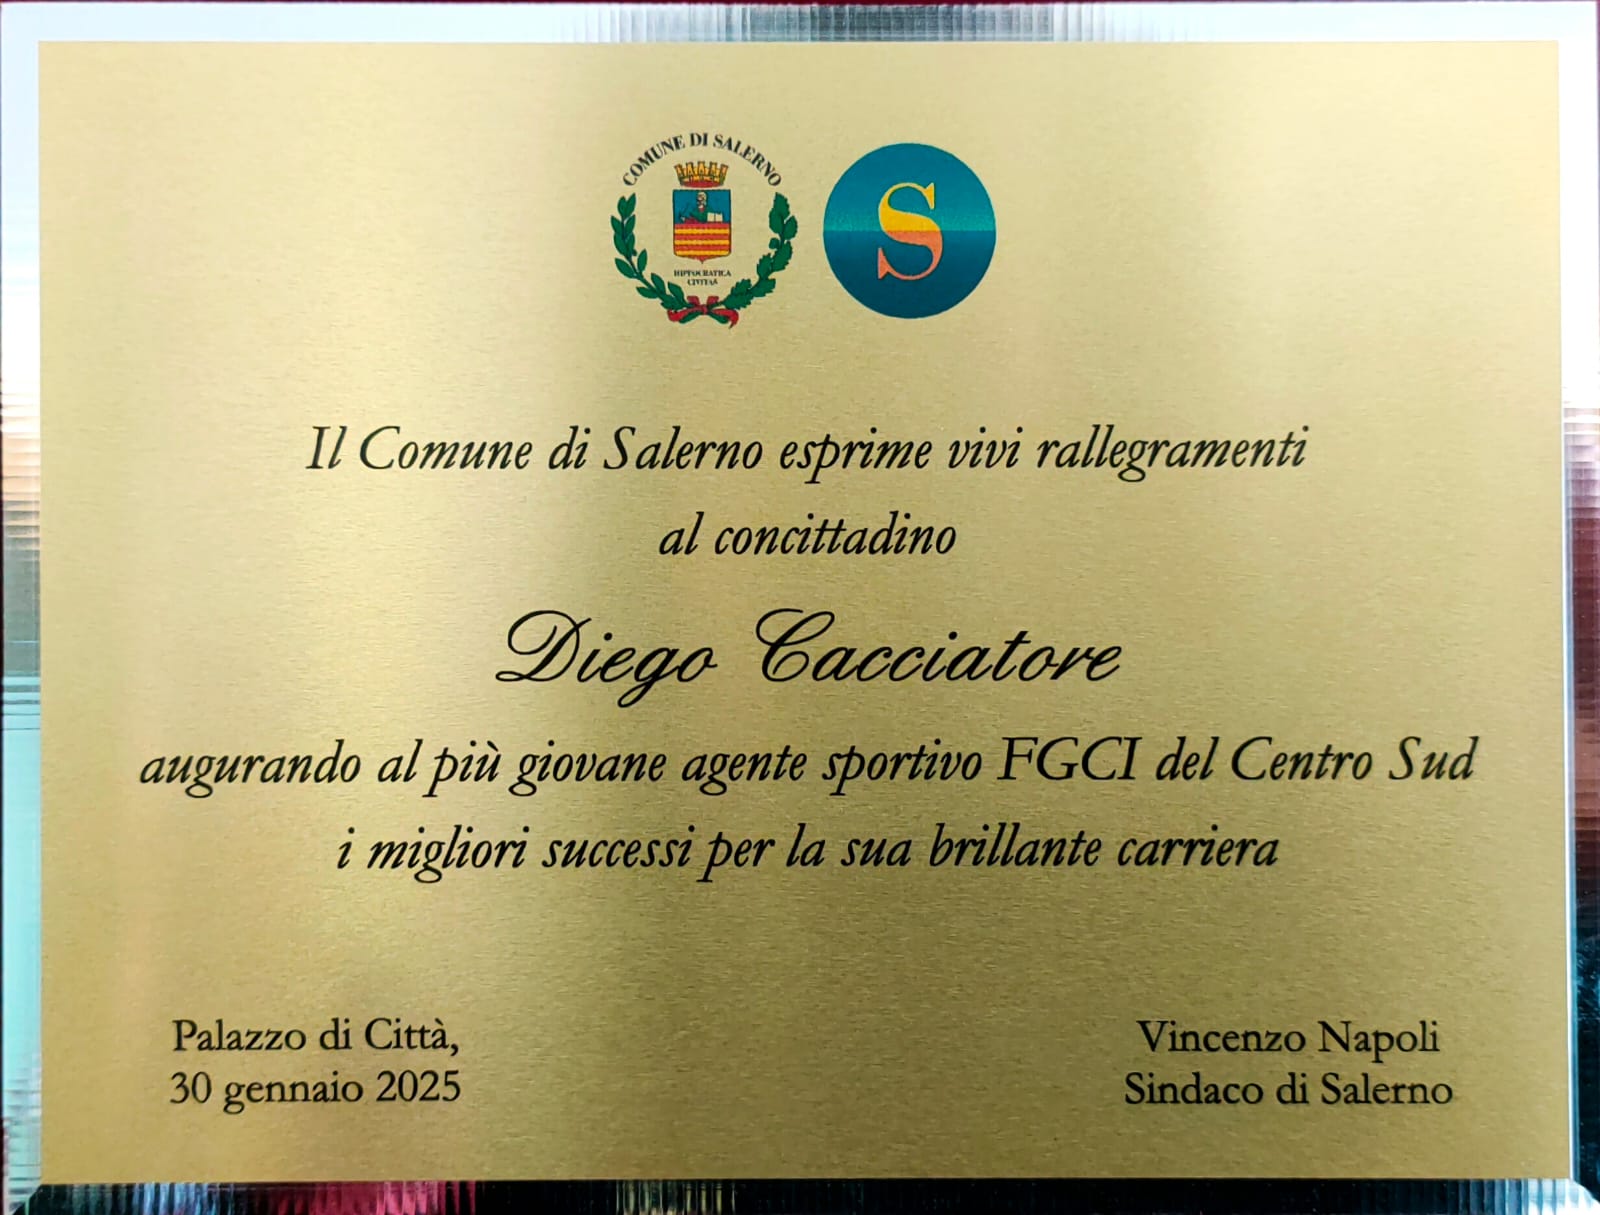 COMUNE DI SALERNO
S
HIPPOCRATICA
CIVITAS
Il Comune di Salerno esprime vivi rallegramenti
al concittadino
Diego Cacciatore
augurando al più giovane agente sportivo FGCI del Centro Sud
i migliori successi per la sua brillante carriera
Palazzo di Città,
30 gennaio 2025
Vincenzo Napoli
Sindaco di Salerno